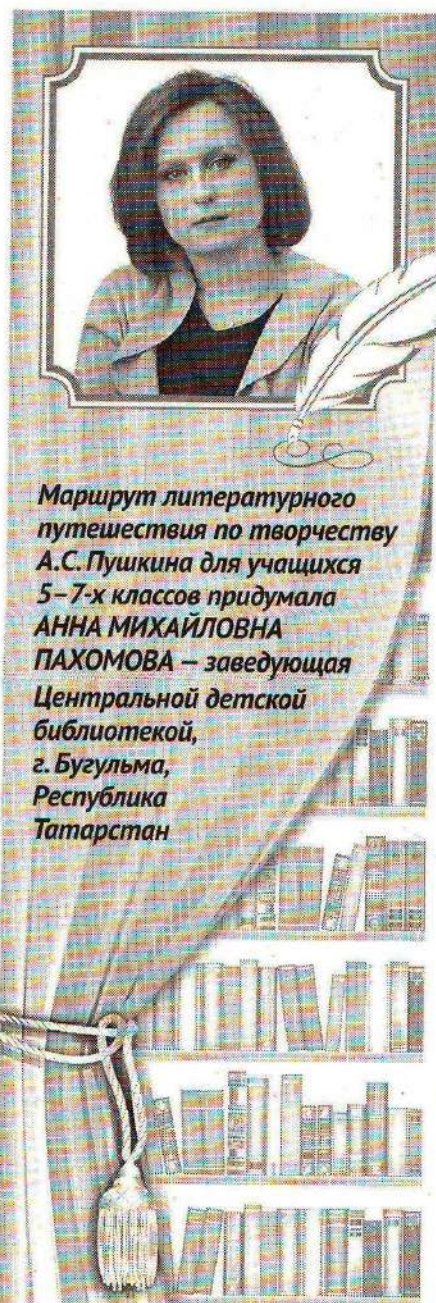 Маршрут литературного
путешествия по творчеству
А.С.Пушкина для учащихся
5–7-х классов придумала
АННА МИХАЙЛОВНА
ПАХОМОВА – заведующая
Центральной детской
библиотекой,
г. Бугульма,
Республика
Татарстан